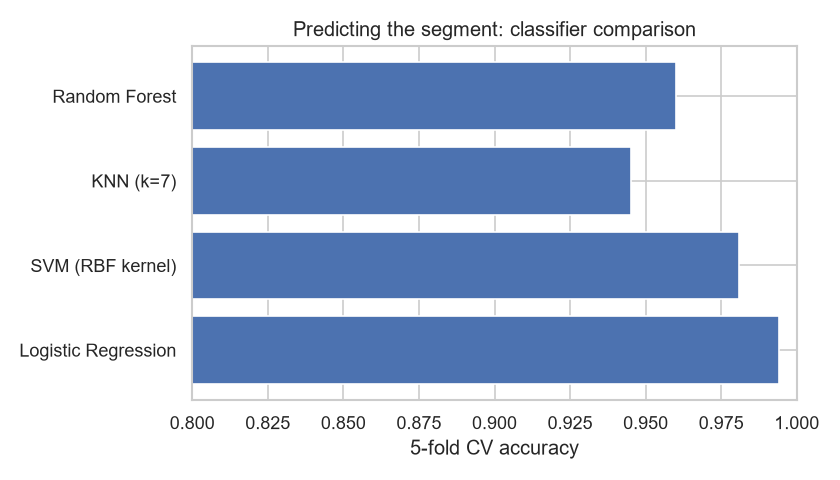 Predicting the segment: classifier comparison
Random Forest
KNN (k=7)
SVM (RBF kernel)
Logistic Regression
0.800 0.825 0.850 0.875 0.900 0.925 0.950 0.975 1.000
5-fold CV accuracy